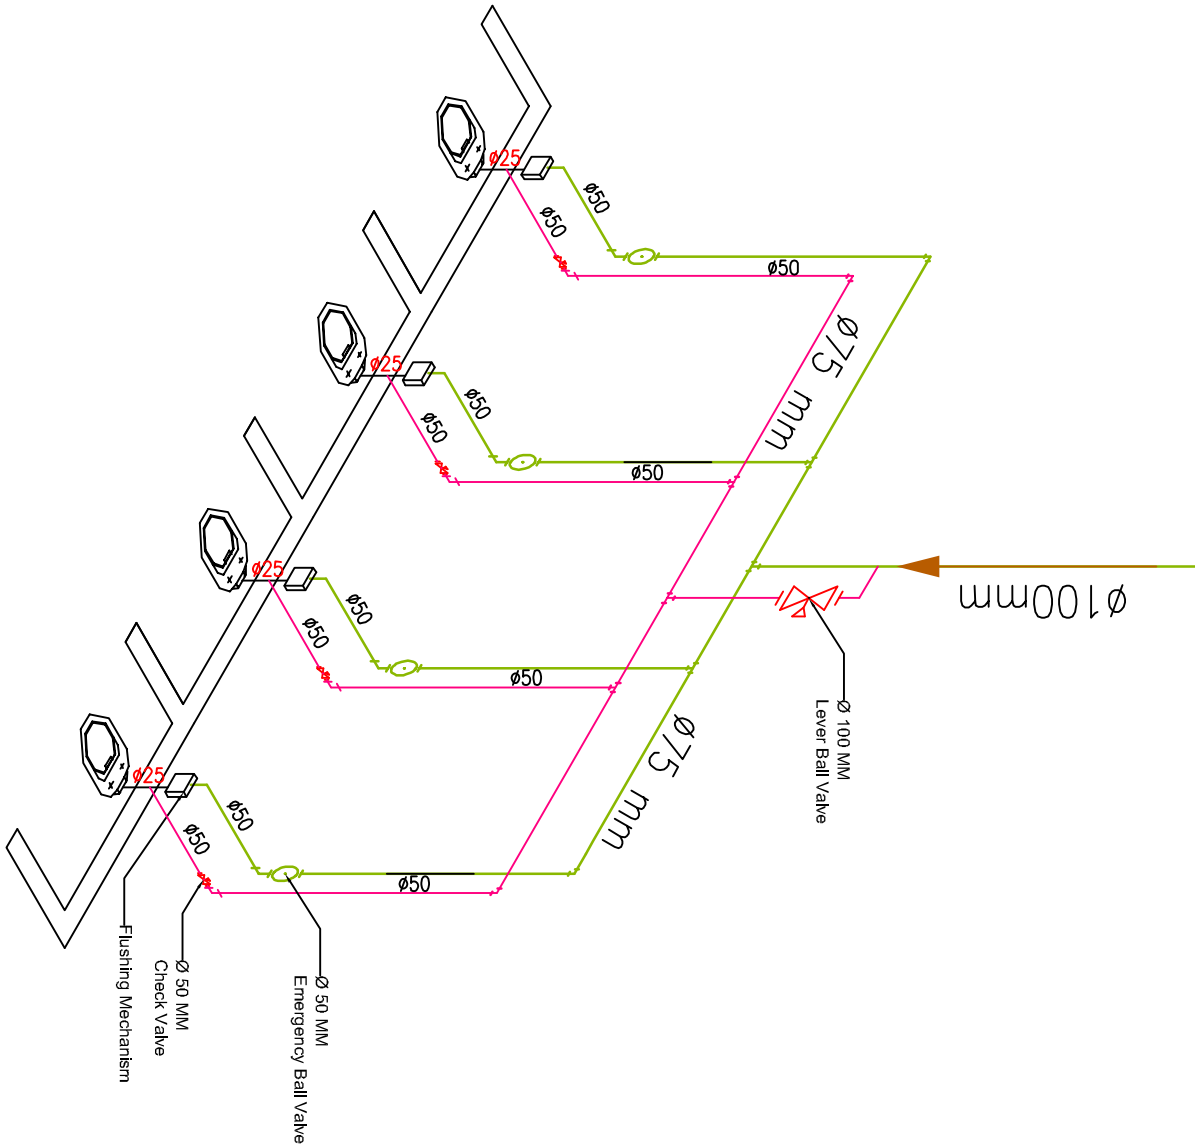 ø25
ø50
ø50
ø50
ø75 mm
ø25
ø50
ø50
ø50
ø100mm
ø25
ø50
ø50
ø50
ø75 mm
Ø 100 MM
Lever Ball Valve
ø25
ø50
ø50
ø50
Flushing Mechanism
Ø 50 MM
Check Valve
Ø 50 MM
Emergency Ball Valve